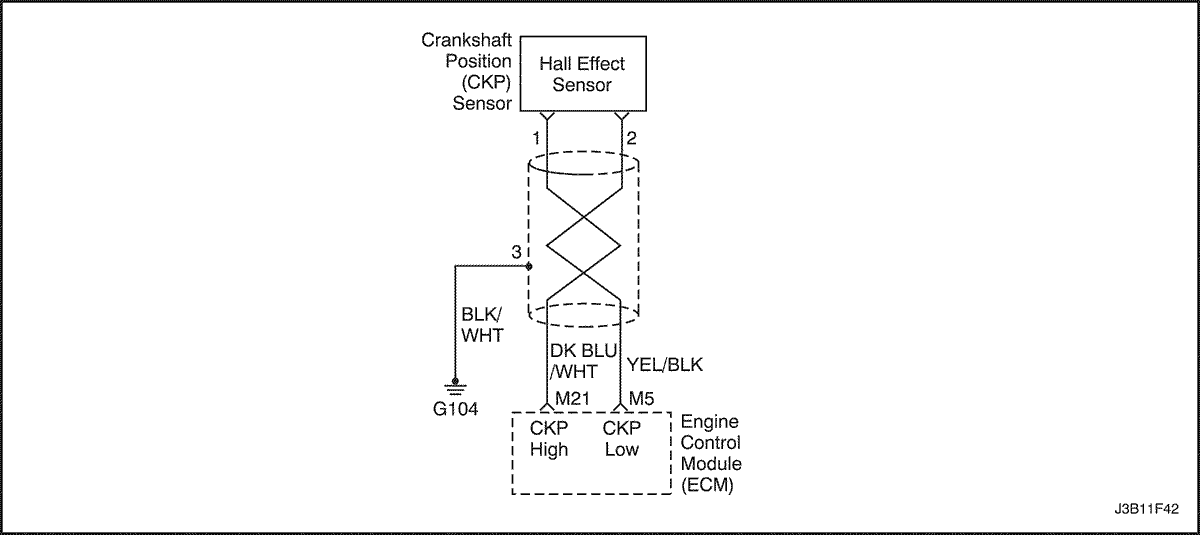 Crankshaft
Position
(CKP)
Sensor
Hall Effect
Sensor
1
2
3
BLK/
WHT
G104
DK BLU
/WHT
YEL/BLK
M21
M5
CKP
High
CKP
Low
Engine
Control
Module
(ECM)
J3B11F42